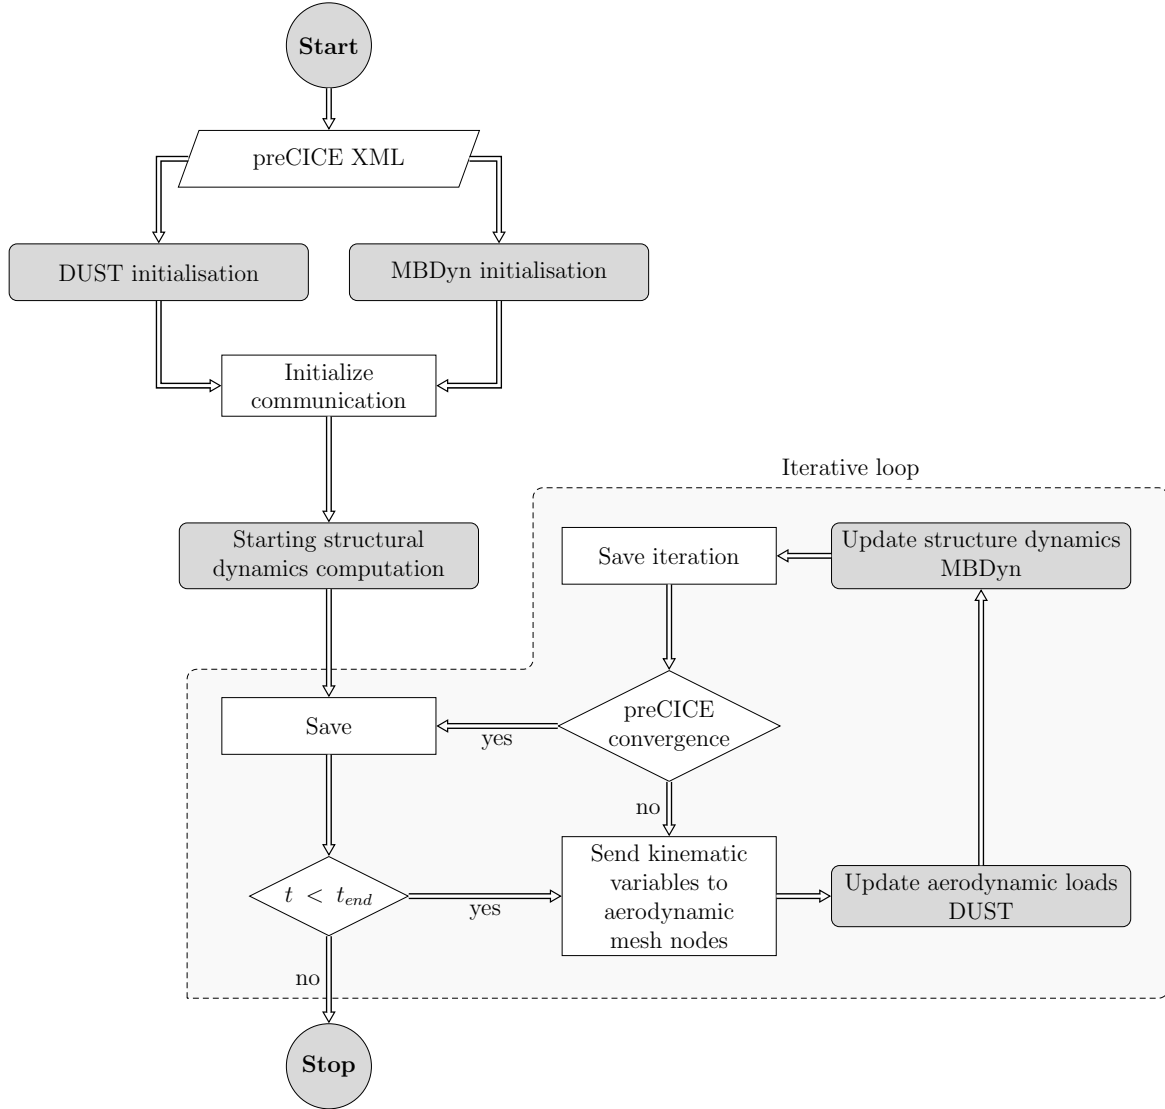 Start
preCICE XML
DUST initialisation
MBDyn initialisation
Initialize
communication
Iterative loop
Starting structural
dynamics computation
Save iteration
Update structure dynamics
MBDyn
Save
yes
preCICE
convergence
no
t < t_end
yes
Send kinematic
variables to
aerodynamic
mesh nodes
Update aerodynamic loads
DUST
no
Stop